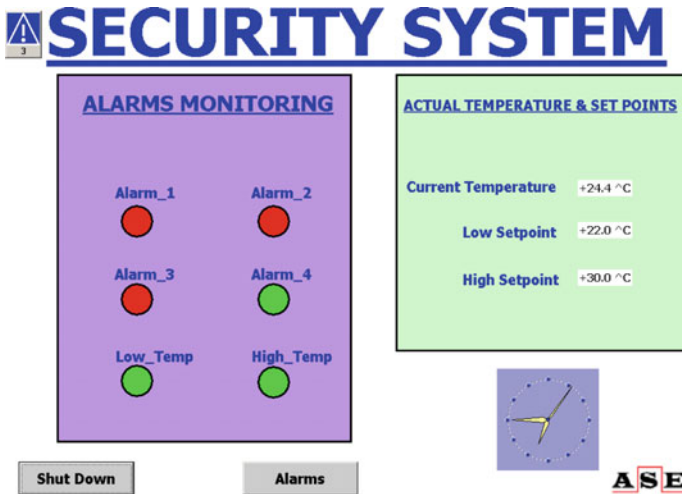 SECURITY SYSTEM
3
ALARMS MONITORING
Alarm_1 Alarm_2
Alarm_3 Alarm_4
Low_Temp High_Temp
ACTUAL TEMPERATURE & SET POINTS
Current Temperature +24.4 ^C
Low Setpoint +22.0 ^C
High Setpoint +30.0 ^C
Shut Down Alarms
ASE